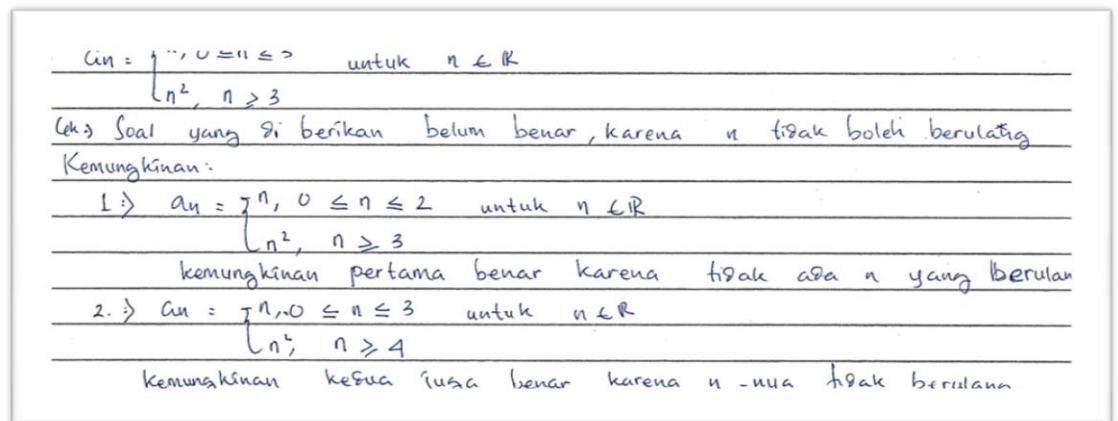 an = { n, 0 ≤ n ≤ 3 untuk n ∈ R
n², n ≥ 3
Cek :) Soal yang di berikan belum benar, karena n tidak boleh berulang
Kemungkinan :
1 :) an = { n, 0 ≤ n ≤ 2 untuk n ∈ R
n², n ≥ 3
kemungkinan pertama benar karena tidak ada n yang berulan
2. :) an = { n, 0 ≤ n ≤ 3 untuk n ∈ R
n², n ≥ 4
kemungkinan kedua juga benar karena n -nya tidak berulang